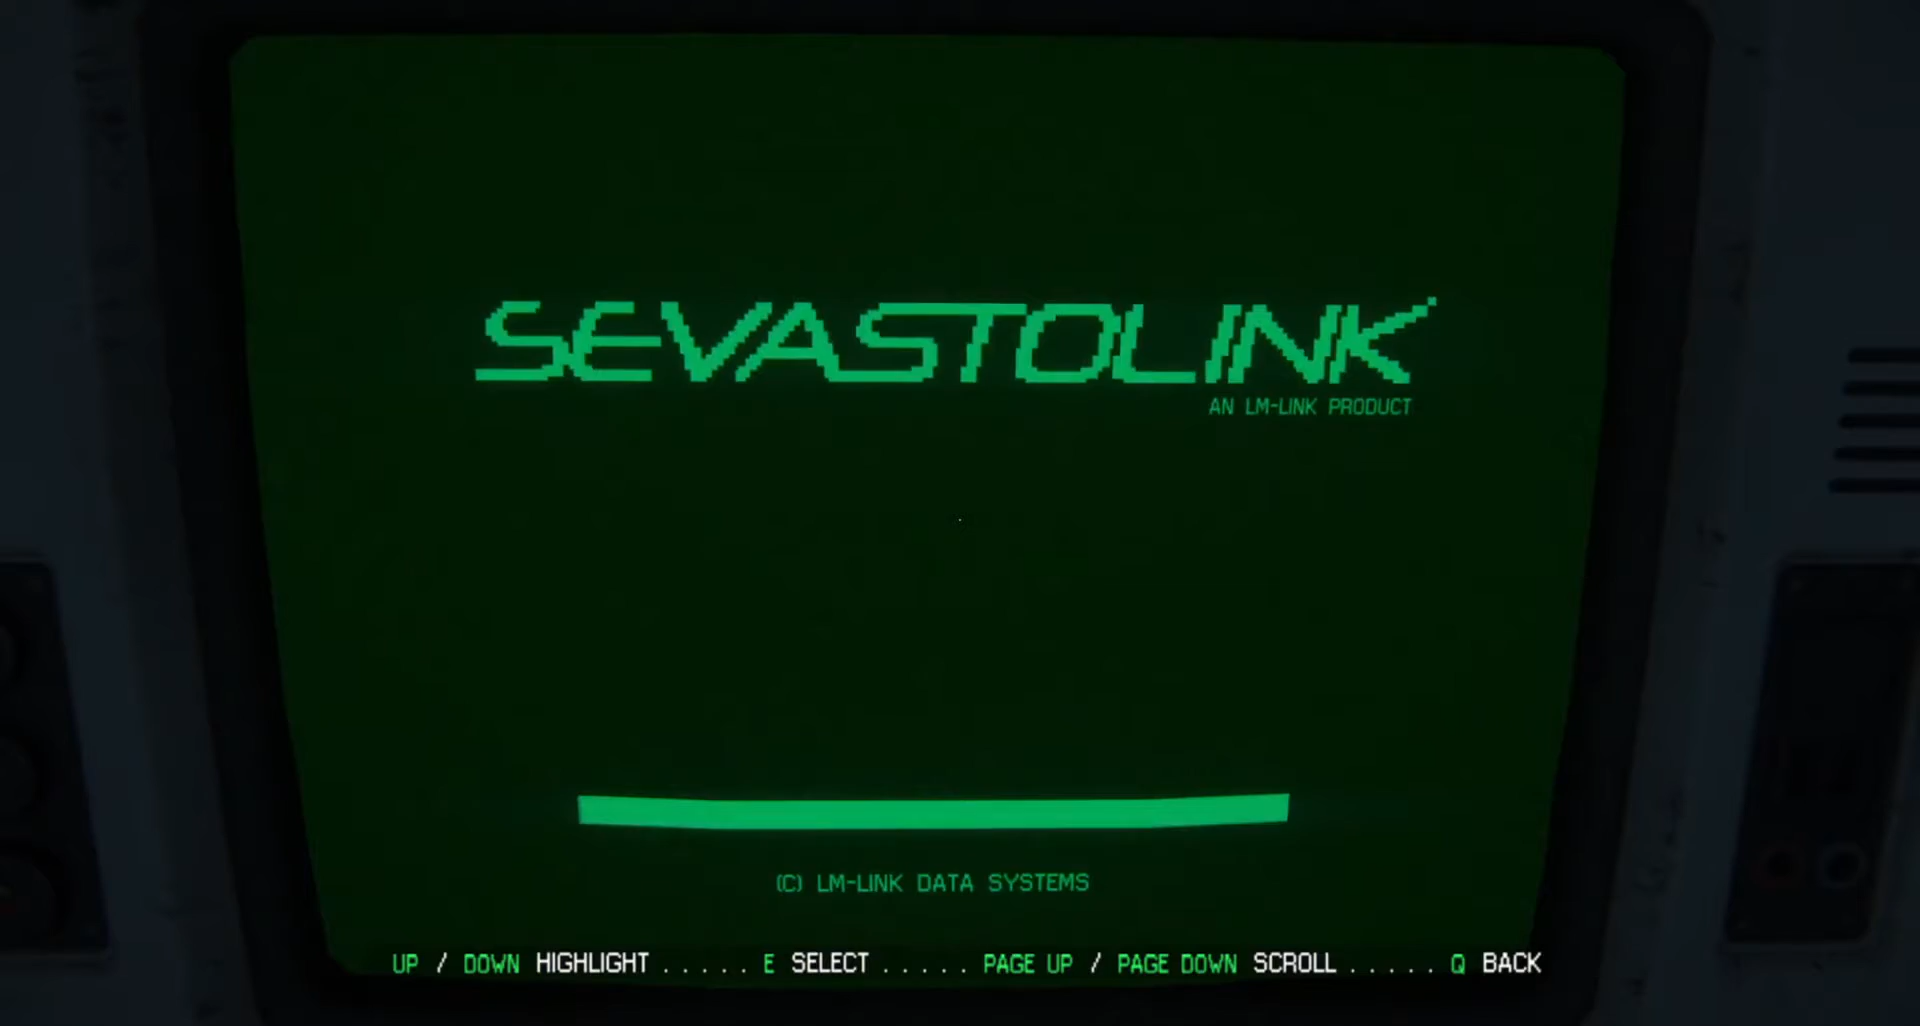 SEVASTOLINK
AN LM-LINK PRODUCT
(C) LM-LINK DATA SYSTEMS
UP / DOWN HIGHLIGHT ..... E SELECT ..... PAGE UP / PAGE DOWN SCROLL ..... Q BACK